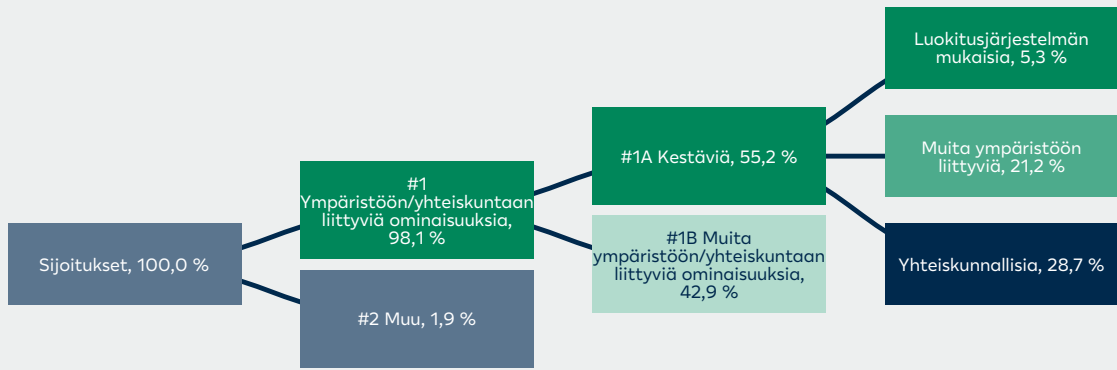 Sijoitukset, 100,0 %
#1
Ympäristöön/yhteiskuntaan
liittyviä ominaisuuksia,
98,1 %
#2 Muu, 1,9 %
#1A Kestäviä, 55,2 %
#1B Muita
ympäristöön/yhteiskuntaan
liittyviä ominaisuuksia,
42,9 %
Luokitusjärjestelmän
mukaisia, 5,3 %
Muita ympäristöön
liittyviä, 21,2 %
Yhteiskunnallisia, 28,7 %